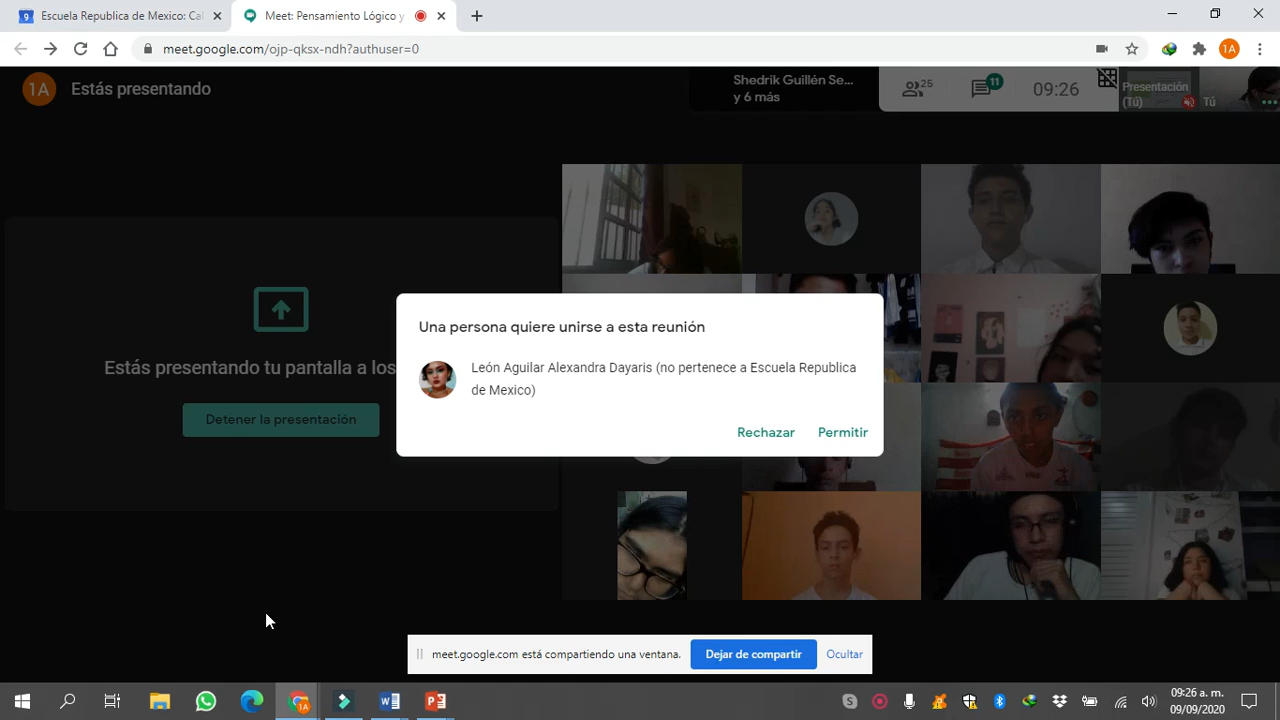 Escuela Republica de Mexico: Cal
Meet: Pensamiento Lógico y
meet.google.com/ojp-qksx-ndh?authuser=0
1A
1A
Estás presentando
Shedrik Guillén Se...
y 6 más
25
11
09:26
Presentación
(Tú)
Tú
Estás presentando tu pantalla a los
Detener la presentación
Una persona quiere unirse a esta reunión
León Aguilar Alexandra Dayaris (no pertenece a Escuela Republica
de Mexico)
Rechazar
Permitir
meet.google.com está compartiendo una ventana.
Dejar de compartir
Ocultar
09:26 a. m.
09/09/2020